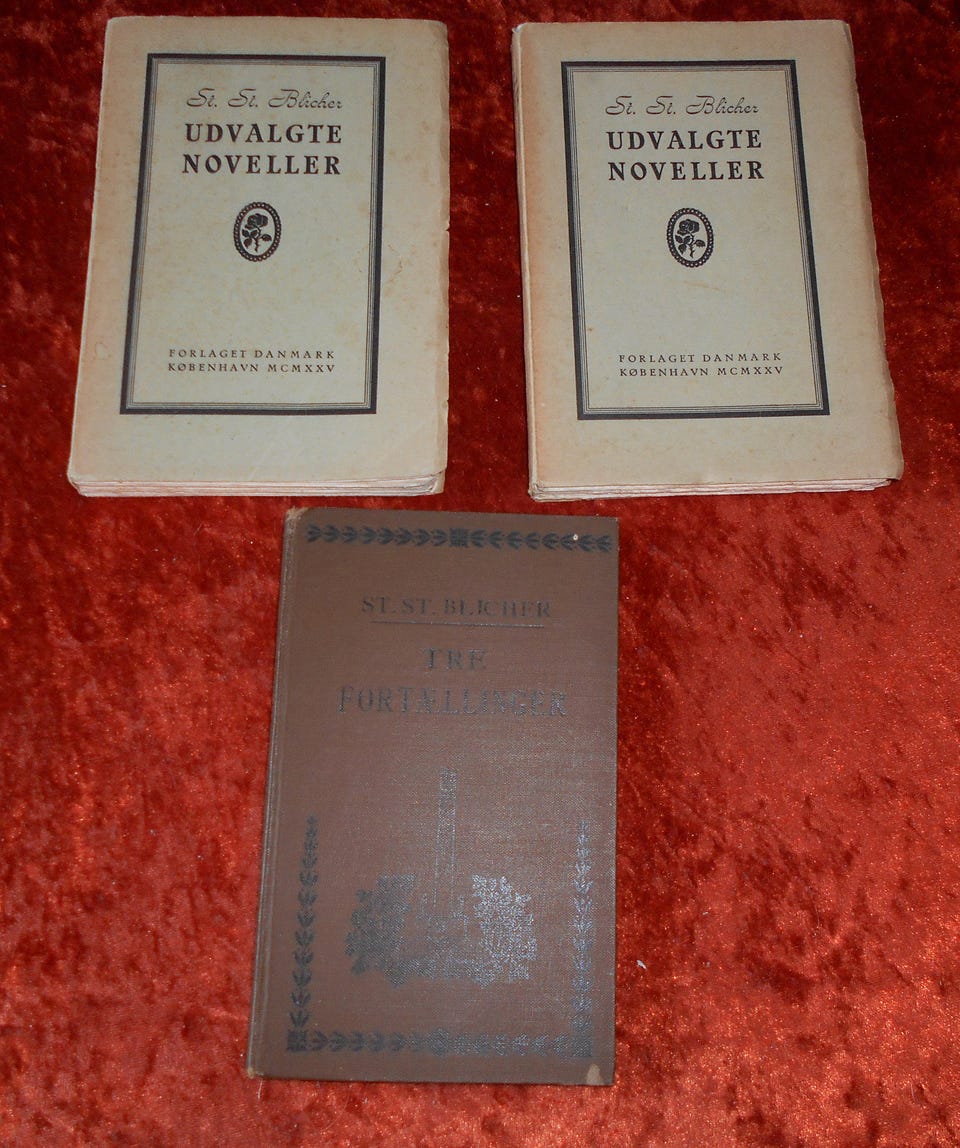 St. St. Blicher
UDVALGTE
NOVELLER
FORLAGET DANMARK
KØBENHAVN MCMXXV
St. St. Blicher
UDVALGTE
NOVELLER
FORLAGET DANMARK
KØBENHAVN MCMXXV
ST. ST. BLICHER
TRE
FORTÆLLINGER